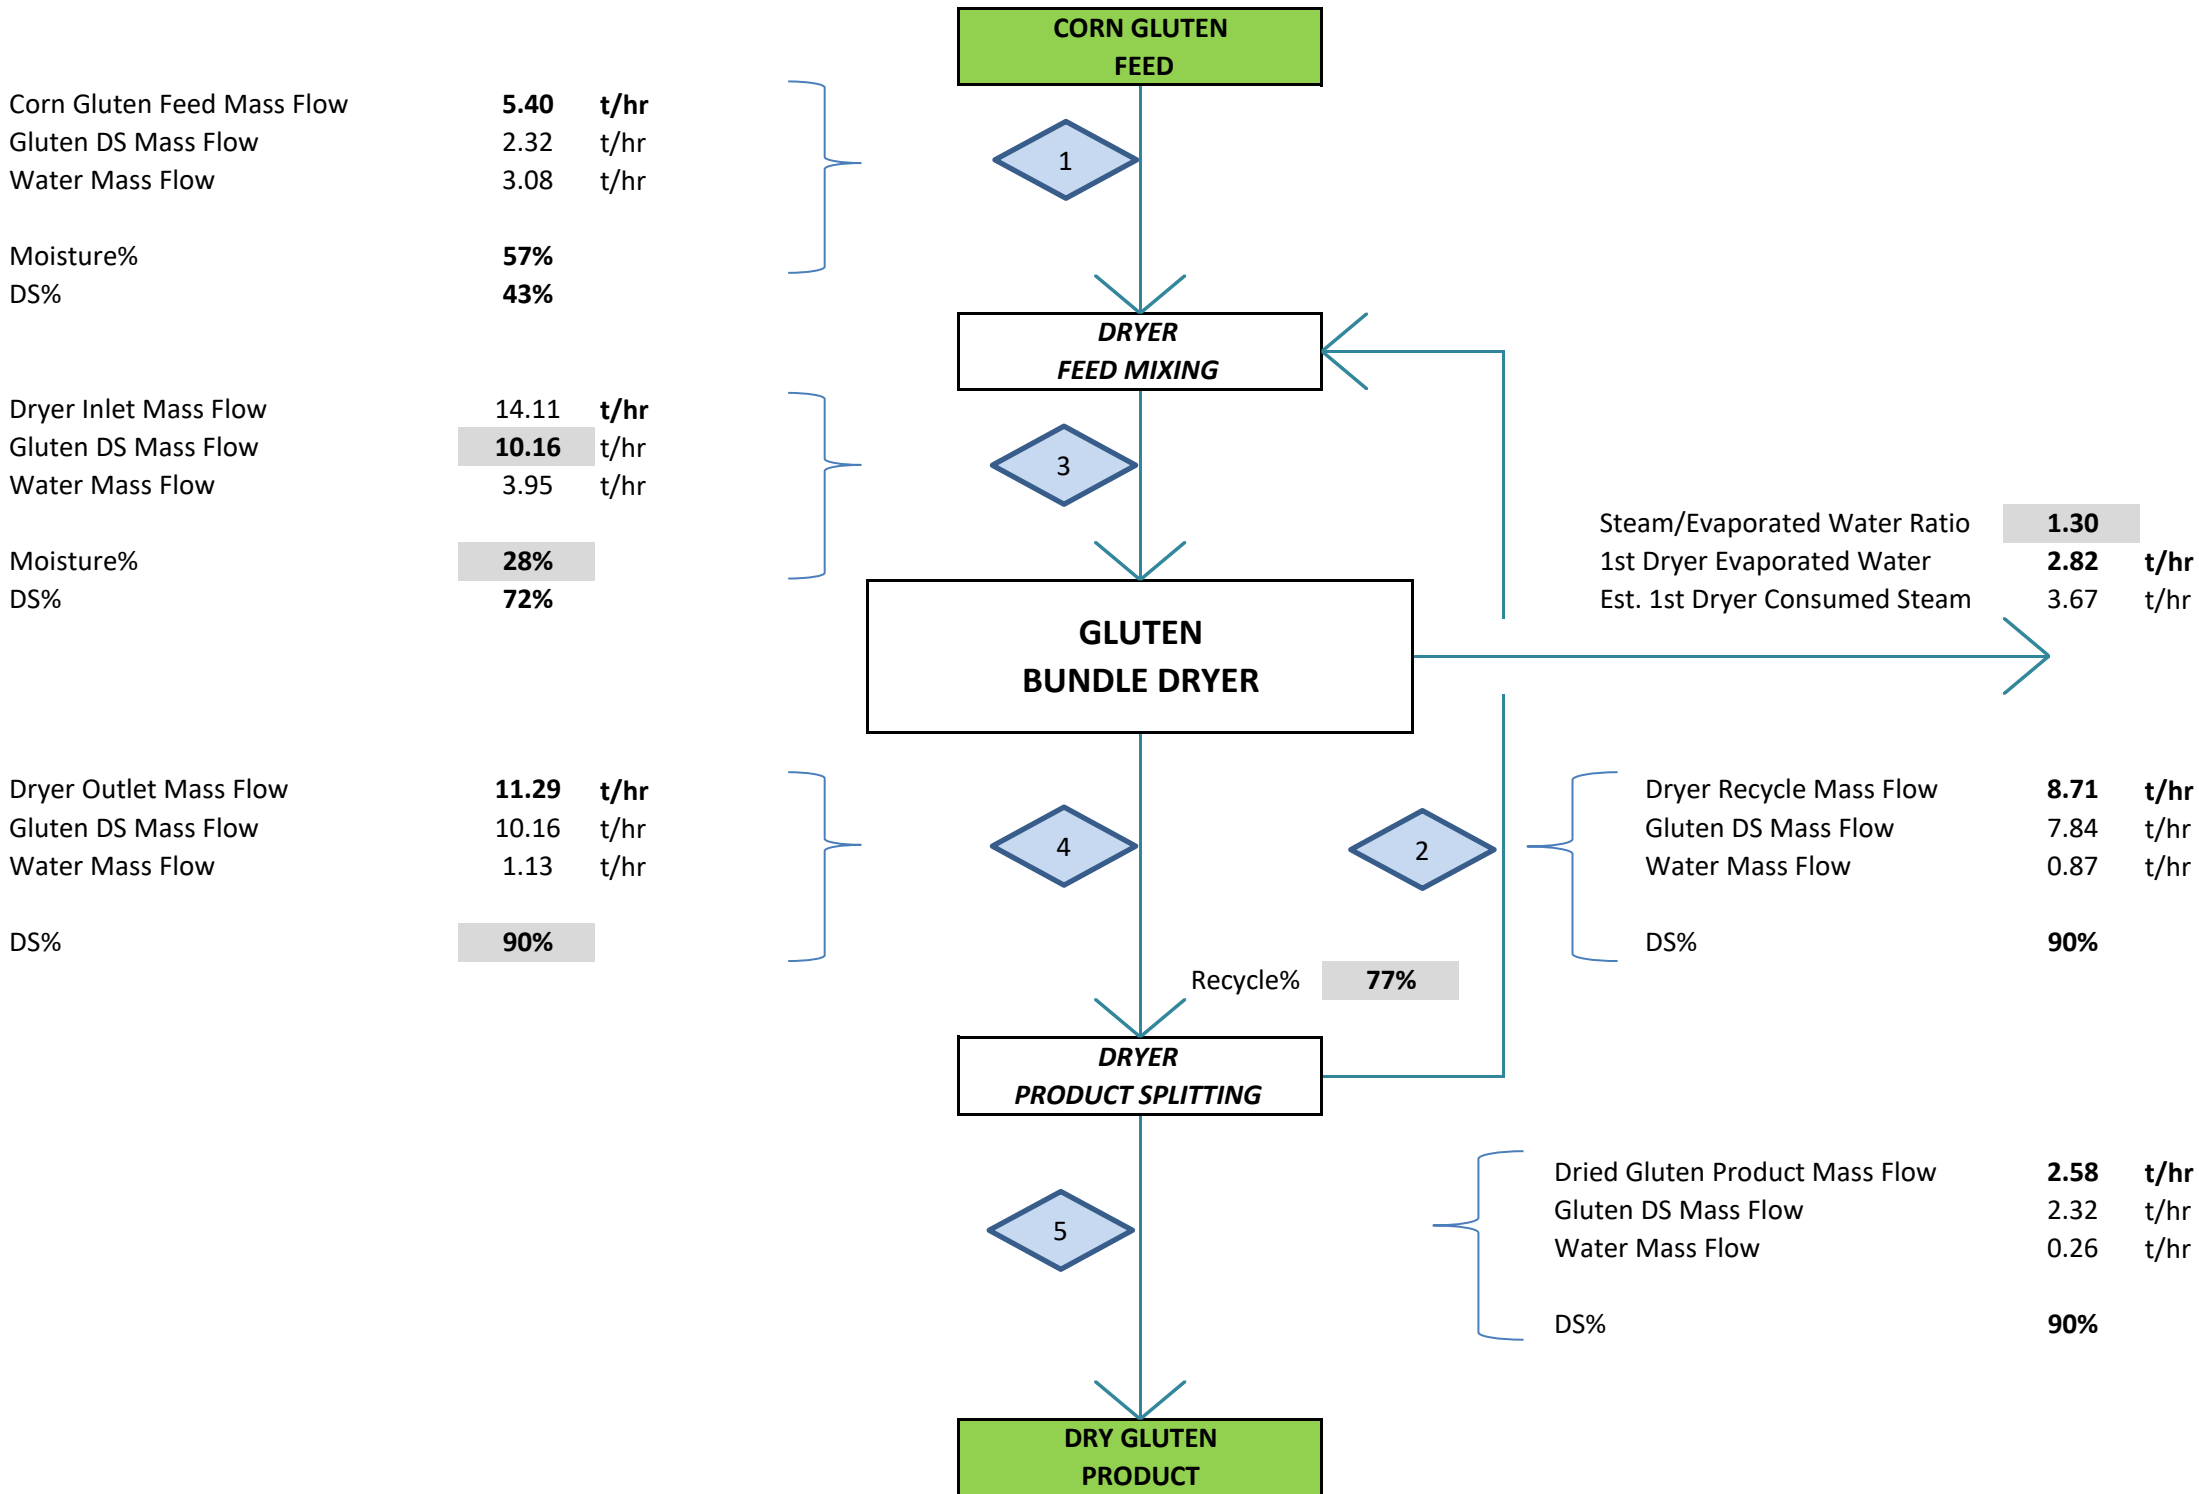 CORN GLUTEN
FEED
Corn Gluten Feed Mass Flow 5.40 t/hr
Gluten DS Mass Flow 2.32 t/hr
Water Mass Flow 3.08 t/hr
1
Moisture% 57%
DS% 43%
DRYER
FEED MIXING
Dryer Inlet Mass Flow 14.11 t/hr
Gluten DS Mass Flow 10.16 t/hr
Water Mass Flow 3.95 t/hr
3
Moisture% 28%
DS% 72%
Steam/Evaporated Water Ratio 1.30
1st Dryer Evaporated Water 2.82 t/hr
Est. 1st Dryer Consumed Steam 3.67 t/hr
GLUTEN
BUNDLE DRYER
Dryer Outlet Mass Flow 11.29 t/hr
Gluten DS Mass Flow 10.16 t/hr
Water Mass Flow 1.13 t/hr
DS% 90%
4
2
Dryer Recycle Mass Flow 8.71 t/hr
Gluten DS Mass Flow 7.84 t/hr
Water Mass Flow 0.87 t/hr
DS% 90%
Recycle% 77%
DRYER
PRODUCT SPLITTING
5
Dried Gluten Product Mass Flow 2.58 t/hr
Gluten DS Mass Flow 2.32 t/hr
Water Mass Flow 0.26 t/hr
DS% 90%
DRY GLUTEN
PRODUCT